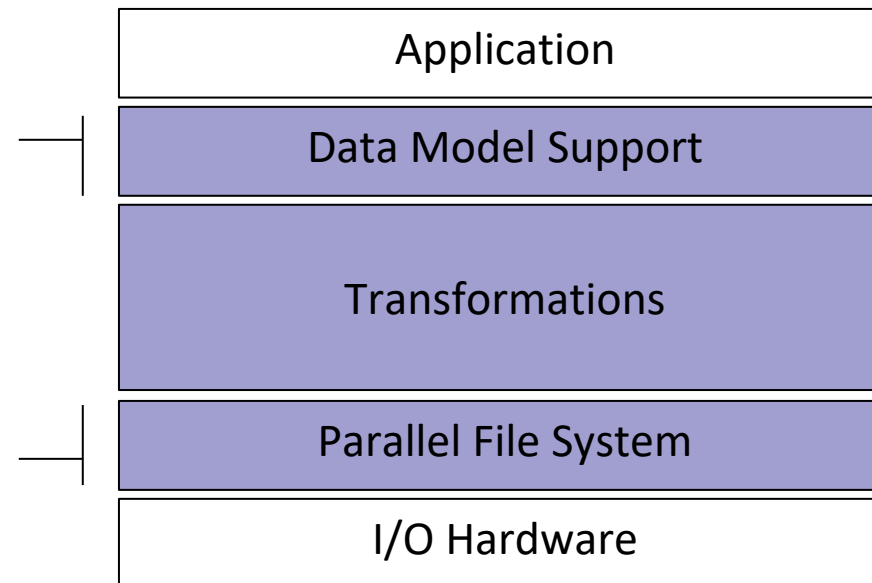 Application
Data Model Support
Transformations
Parallel File System
I/O Hardware